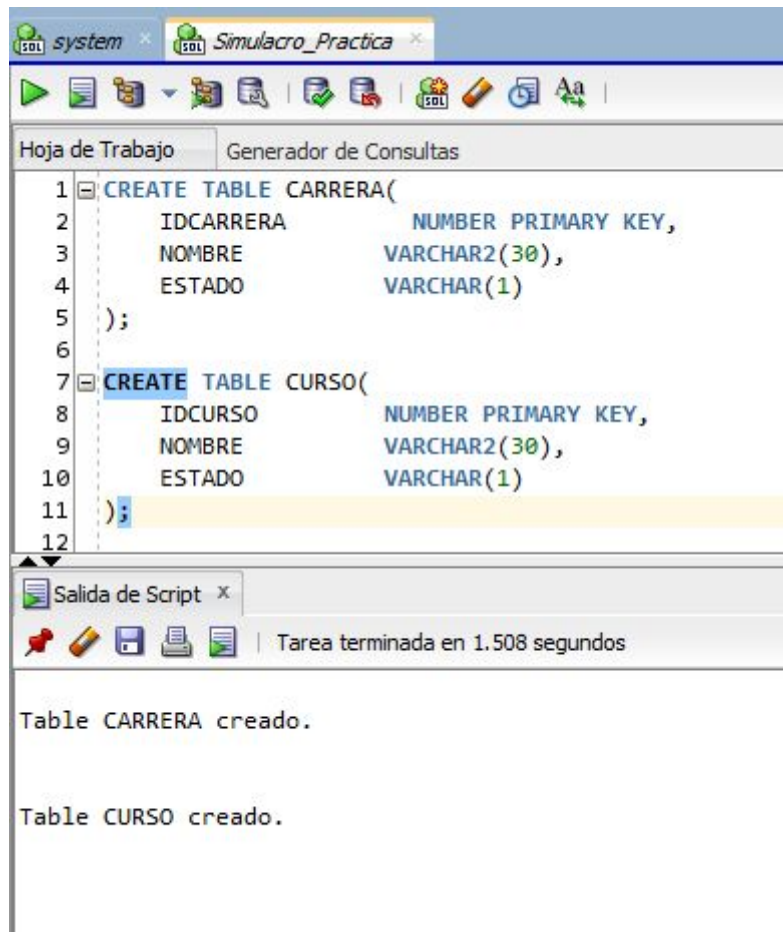 system
Simulacro_Practica
Hoja de Trabajo Generador de Consultas
1 CREATE TABLE CARRERA(
2 IDCARRERA NUMBER PRIMARY KEY,
3 NOMBRE VARCHAR2(30),
4 ESTADO VARCHAR(1)
5 );
6
7 CREATE TABLE CURSO(
8 IDCURSO NUMBER PRIMARY KEY,
9 NOMBRE VARCHAR2(30),
10 ESTADO VARCHAR(1)
11 );
12
Salida de Script x
Tarea terminada en 1.508 segundos
Table CARRERA creado.
Table CURSO creado.